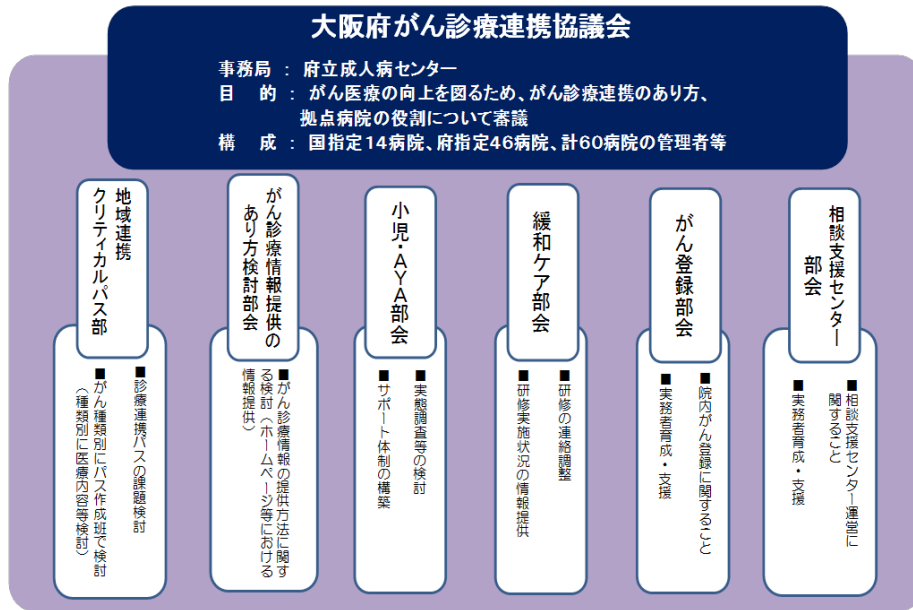 大阪府がん診療連携協議会
事務局 ： 府立成人病センター
目　的 ： がん医療の向上を図るため、がん診療連携のあり方、
拠点病院の役割について審議
構　成 ： 国指定14病院、府指定46病院、計60病院の管理者等
相談支援センター
部会
■相談支援センター運営に
関すること
■実務者育成・支援
がん登録部会
■院内がん登録に関すること
■実務者育成・支援
緩和ケア部会
■研修の連絡調整
■研修実施状況の情報提供
小児・AYA部会
■実態調査等の検討
■サポート体制の構築
がん診療情報提供の
あり方検討部会
■がん診療情報の提供方法に関す
る検討（ホームページ等における
情報提供）
地域連携
クリティカルパス部
■診療連携パスの課題検討
■がん種類別にパス作成班で検討
（種類別に医療内容等検討）